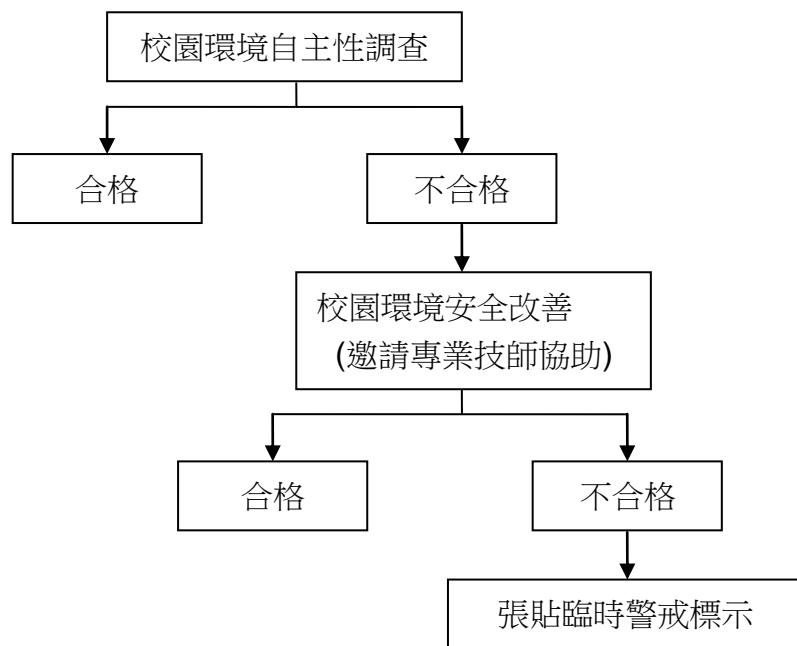 校園環境自主性調查
合格
不合格
校園環境安全改善
(邀請專業技師協助)
合格
不合格
張貼臨時警戒標示